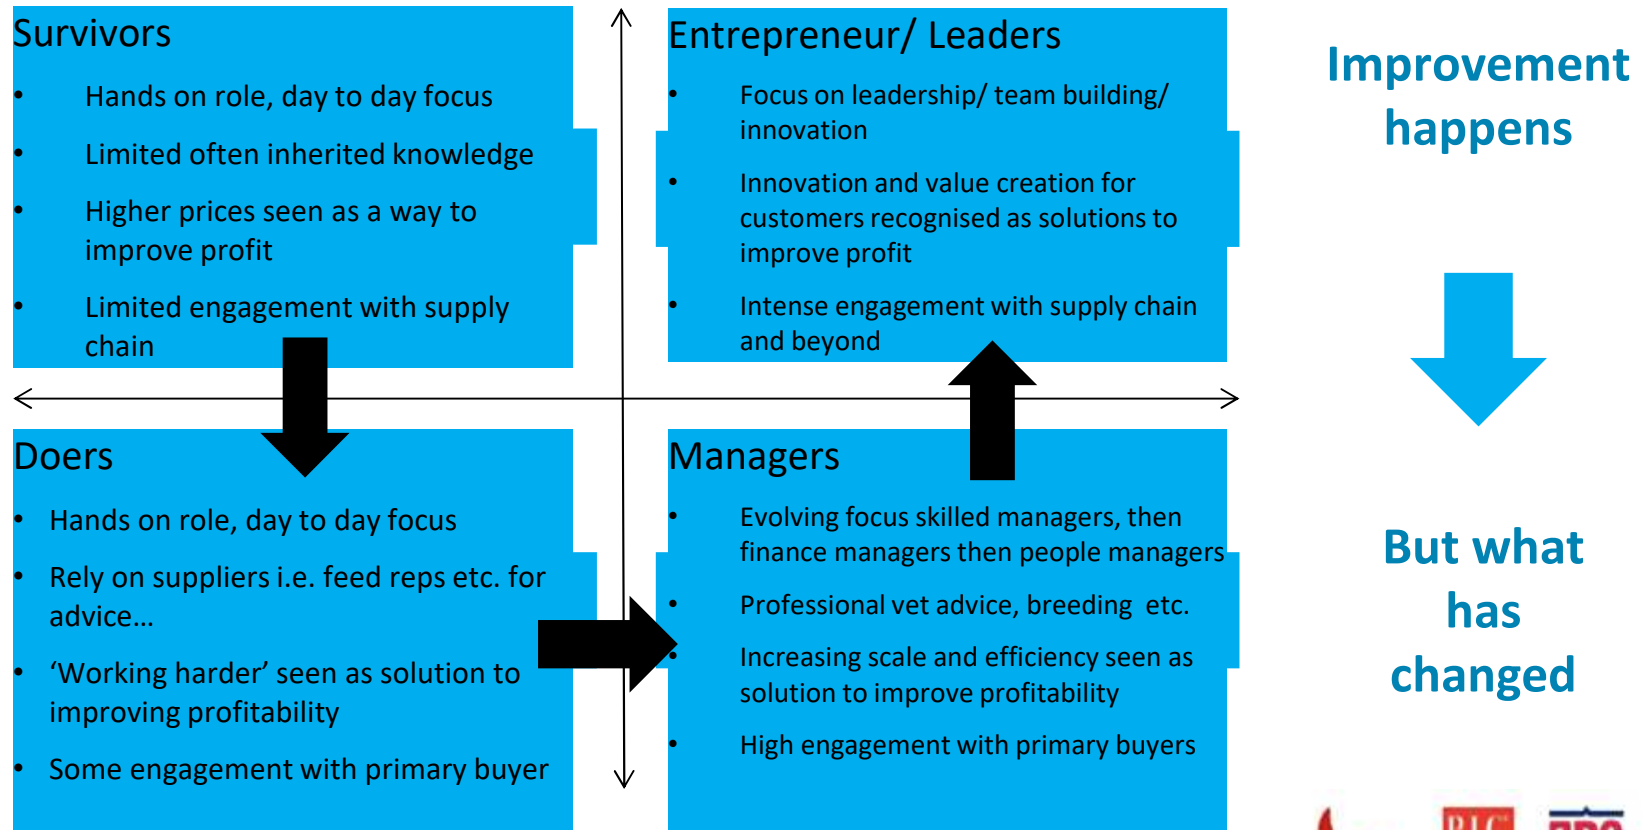 Survivors
• Hands on role, day to day focus
• Limited often inherited knowledge
• Higher prices seen as a way to
improve profit
• Limited engagement with supply
chain
Entrepreneur/ Leaders
• Focus on leadership/ team building/
innovation
• Innovation and value creation for
customers recognised as solutions to
improve profit
• Intense engagement with supply chain
and beyond
Doers
• Hands on role, day to day focus
• Rely on suppliers i.e. feed reps etc. for
advice…
• ‘Working harder’ seen as solution to
improving profitability
• Some engagement with primary buyer
Managers
• Evolving focus skilled managers, then
finance managers then people managers
• Professional vet advice, breeding etc.
• Increasing scale and efficiency seen as
solution to improve profitability
• High engagement with primary buyers
Improvement
happens
But what
has
changed